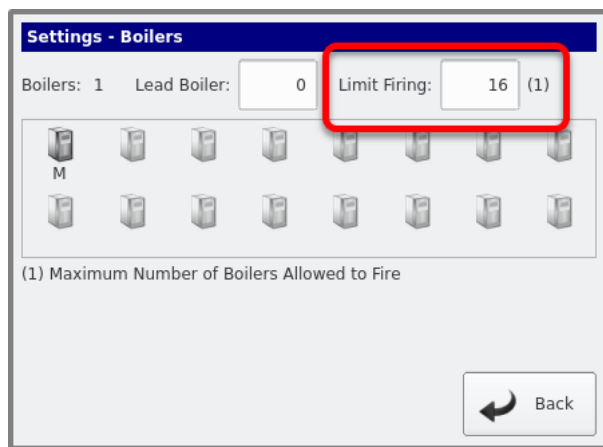 Settings - Boilers
Boilers: 1 Lead Boiler: 0 Limit Firing: 16 (1)
M
(1) Maximum Number of Boilers Allowed to Fire
Back